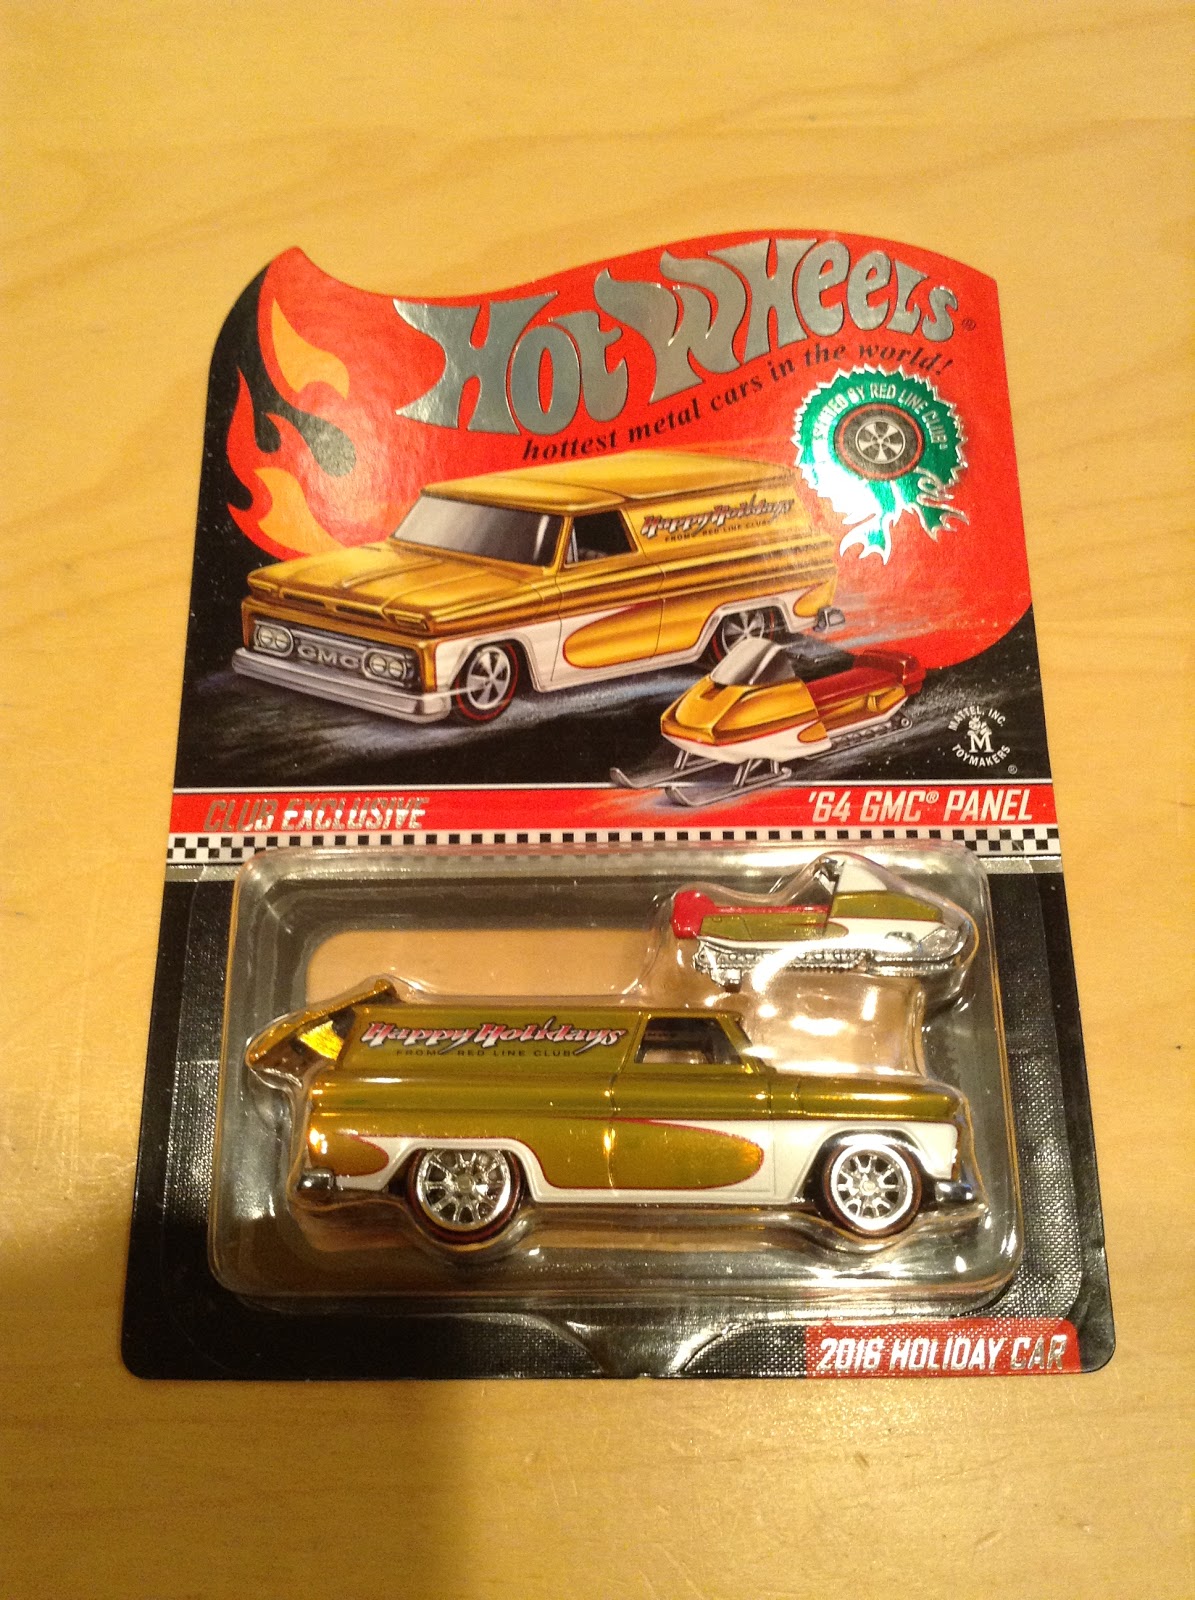 Hot Wheels®
hottest metal cars in the world!
BY RED LINE CLUB
Happy Holidays
FROM RED LINE CLUB
GMC
MATTEL, INC.
M
TOYMAKERS
®
CLUB EXCLUSIVE
'64 GMC® PANEL
Happy Holidays
FROM RED LINE CLUB
2016 HOLIDAY CAR